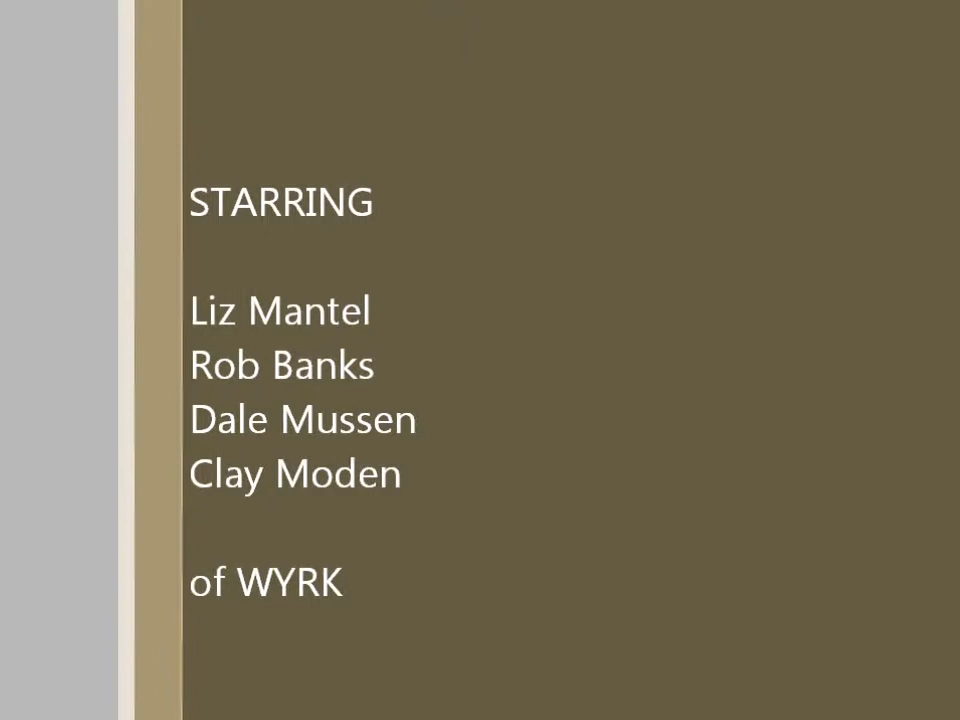 STARRING
Liz Mantel
Rob Banks
Dale Mussen
Clay Moden
of WYRK